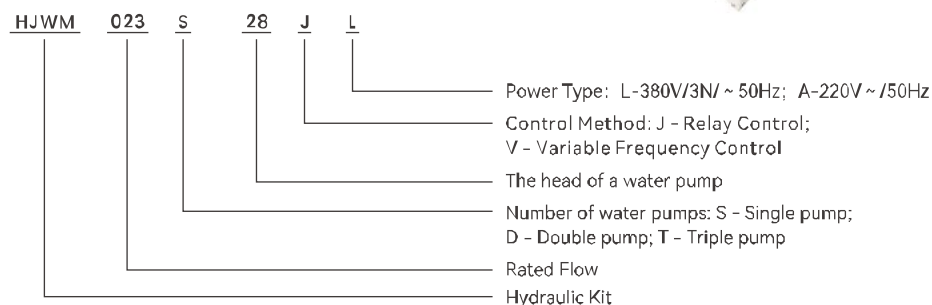 HJWM 023 S 28 J L
Power Type: L-380V/3N/ ~ 50Hz; A-220V ~ /50Hz
Control Method: J - Relay Control;
V - Variable Frequency Control
The head of a water pump
Number of water pumps: S - Single pump;
D - Double pump; T - Triple pump
Rated Flow
Hydraulic Kit